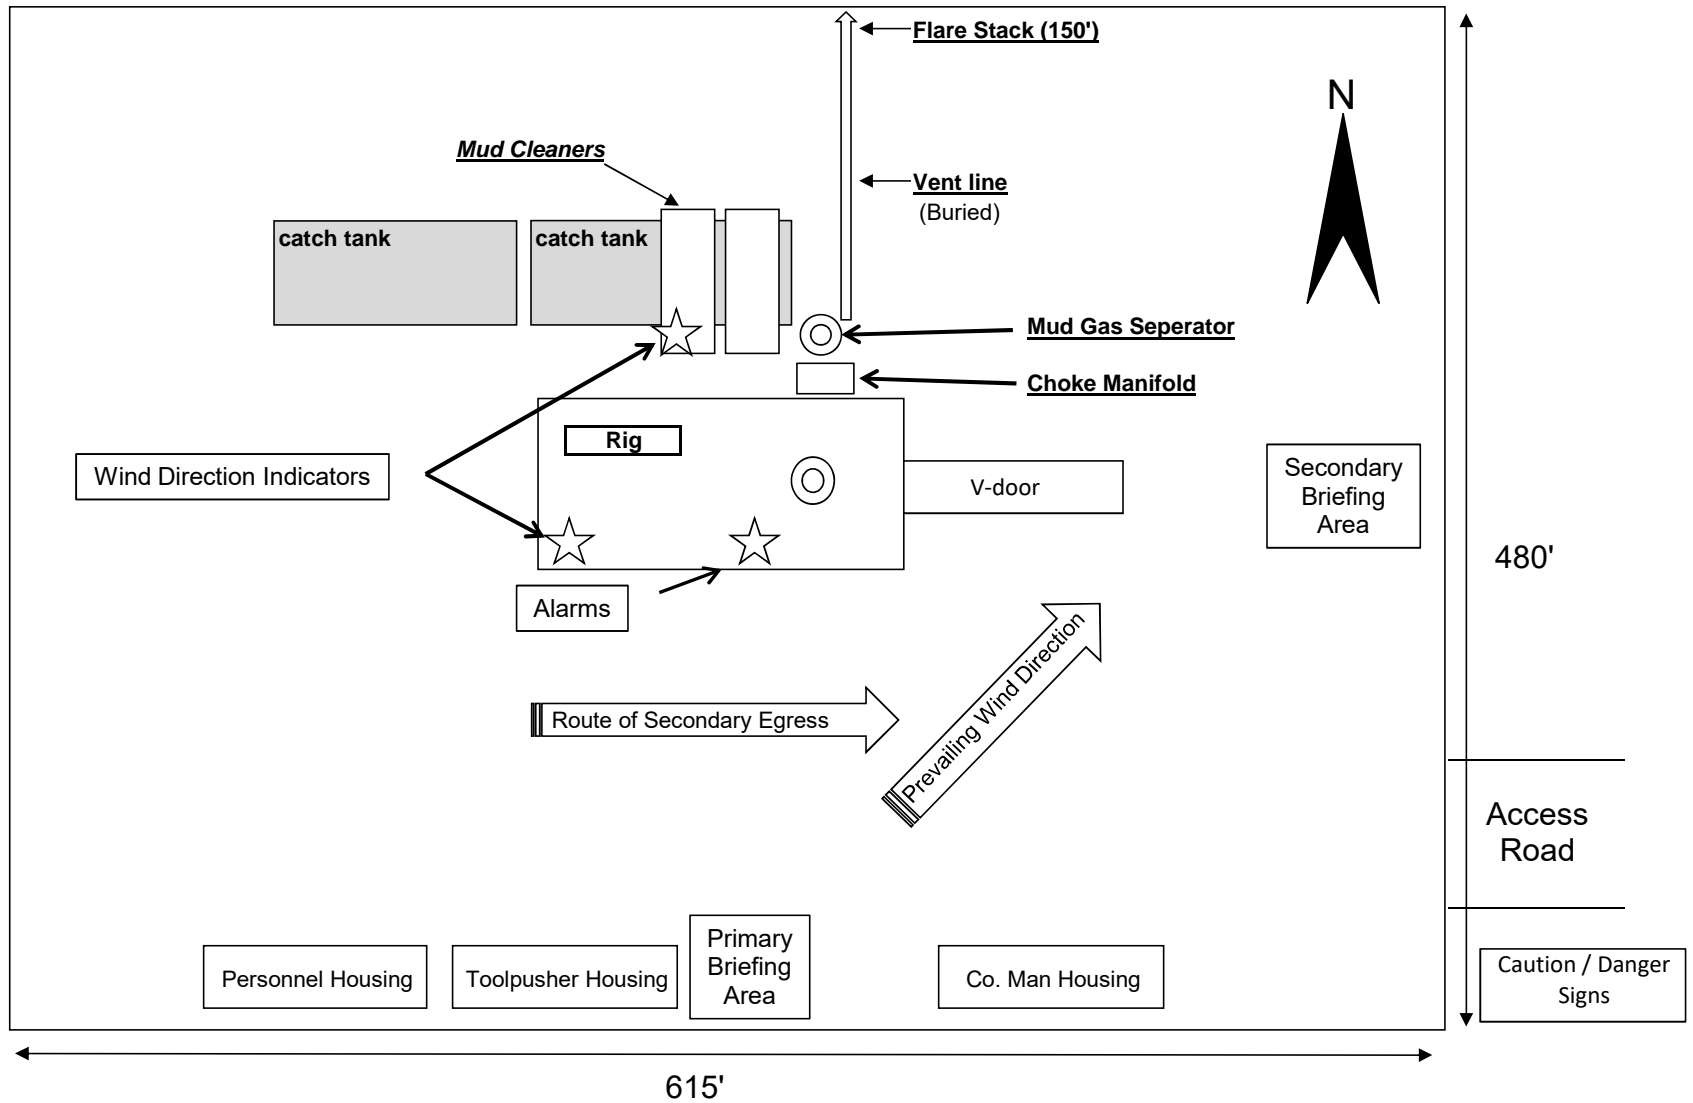 Flare Stack (150')
N
Mud Cleaners
Vent line
(Buried)
catch tank
catch tank
Mud Gas Seperator
Choke Manifold
Rig
Wind Direction Indicators
V-door
Secondary
Briefing
Area
480'
Alarms
Prevailing Wind Direction
Route of Secondary Egress
Access
Road
Primary
Briefing
Area
Personnel Housing
Toolpusher Housing
Co. Man Housing
Caution / Danger
Signs
615'